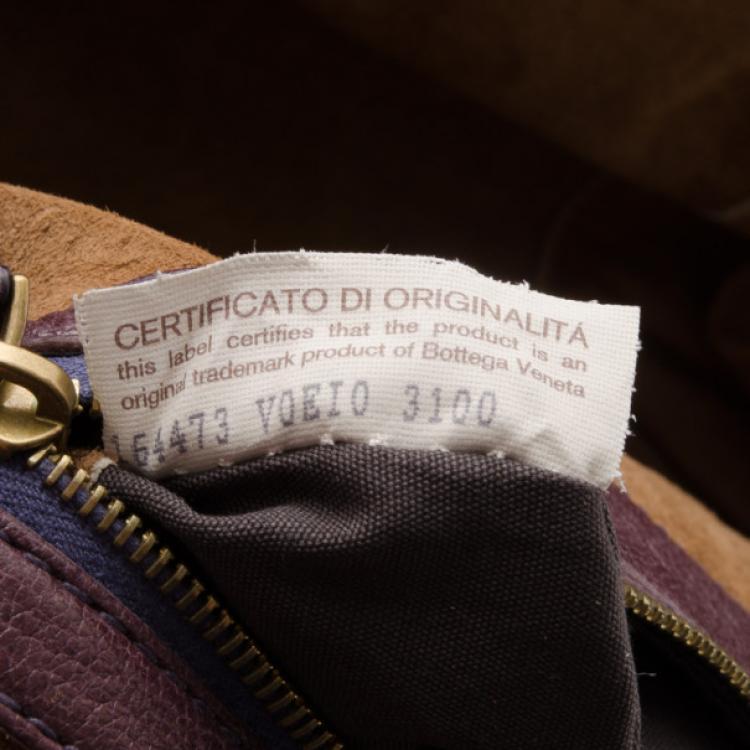 CERTIFICATO DI ORIGINALITÁ
this label certifies that the product is an
original trademark product of Bottega Veneta
164473 VOEIO 3100